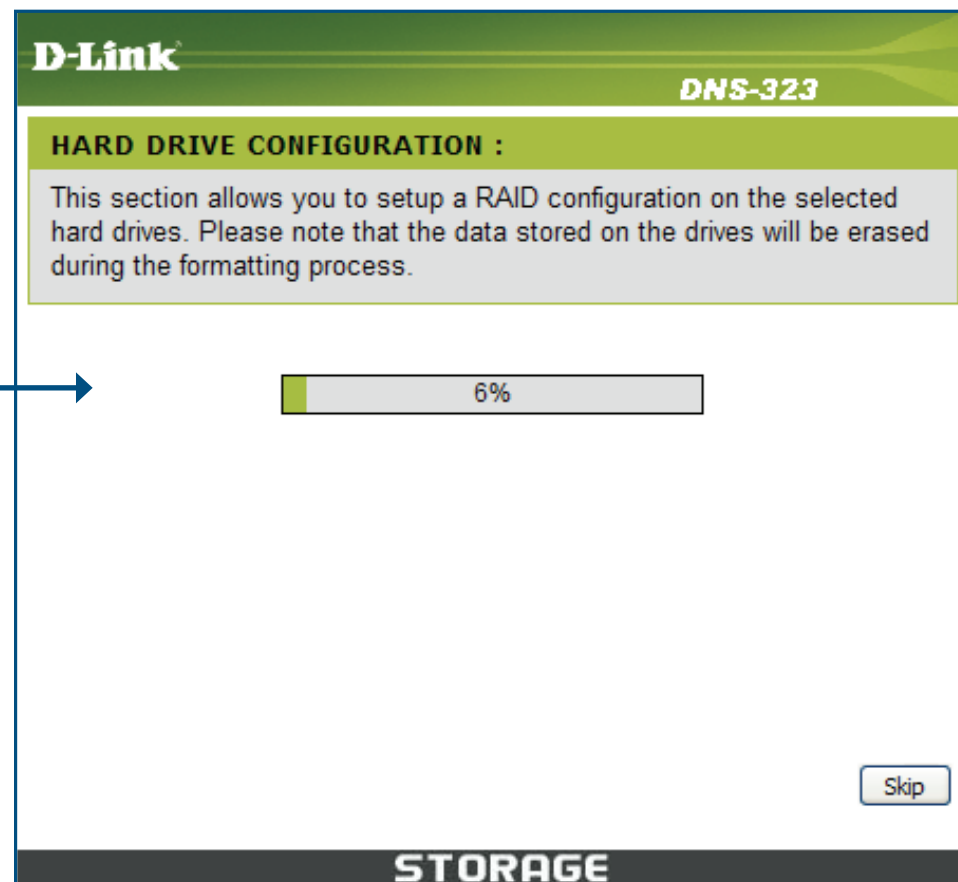 D-Link
DNS-323
HARD DRIVE CONFIGURATION :
This section allows you to setup a RAID configuration on the selected
hard drives. Please note that the data stored on the drives will be erased
during the formatting process.
6%
Skip
STORAGE